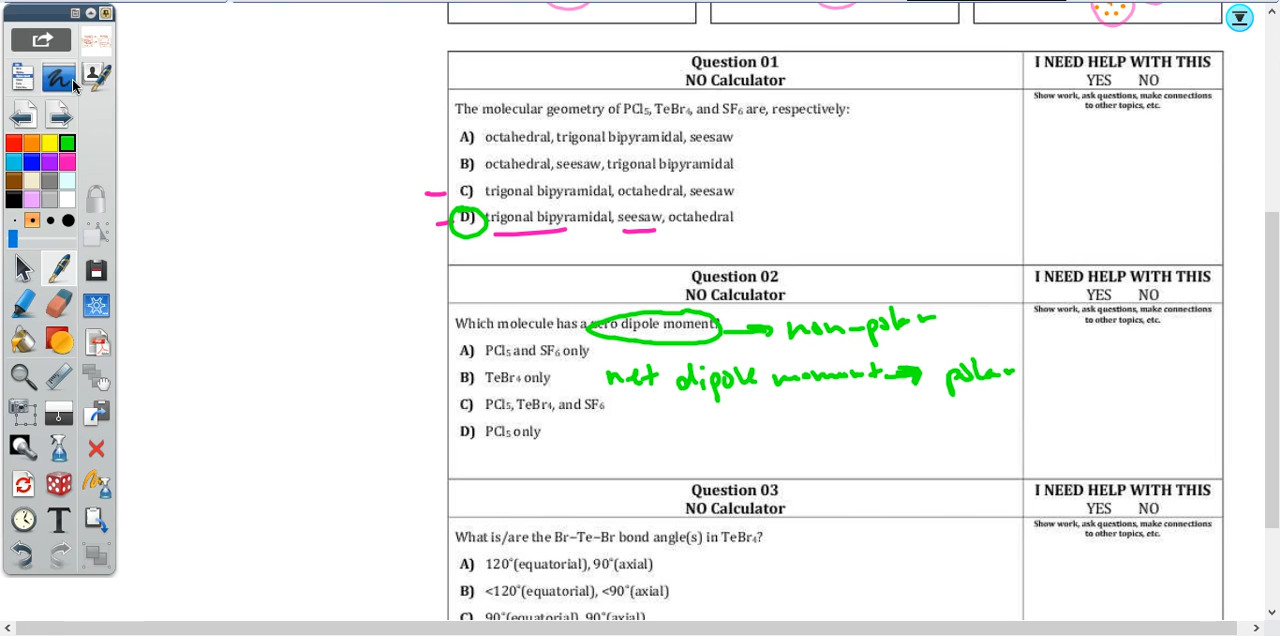 Question 01
NO Calculator
I NEED HELP WITH THIS
YES NO
The molecular geometry of PCl₅, TeBr₄, and SF₆ are, respectively:
Show work, ask questions, make connections
to other topics, etc.
A) octahedral, trigonal bipyramidal, seesaw
B) octahedral, seesaw, trigonal bipyramidal
C) trigonal bipyramidal, octahedral, seesaw
D) trigonal bipyramidal, seesaw, octahedral
Question 02
NO Calculator
I NEED HELP WITH THIS
YES NO
Which molecule has a zero dipole moment? non-polar
Show work, ask questions, make connections
to other topics, etc.
A) PCl₅ and SF₆ only
B) TeBr₄ only
net dipole moment polar
C) PCl₅, TeBr₄, and SF₆
D) PCl₅ only
Question 03
NO Calculator
I NEED HELP WITH THIS
YES NO
What is/are the Br−Te−Br bond angle(s) in TeBr₄?
Show work, ask questions, make connections
to other topics, etc.
A) 120°(equatorial), 90°(axial)
B) <120°(equatorial), <90°(axial)
C) 90°(equatorial), 90°(axial)